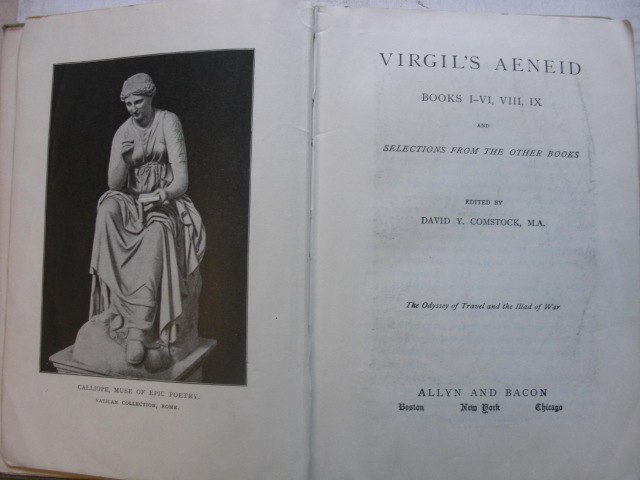 CALLIOPE, MUSE OF EPIC POETRY.
VATICAN COLLECTION, ROME.
VIRGIL'S AENEID
BOOKS I–VI, VIII, IX
AND
SELECTIONS FROM THE OTHER BOOKS
EDITED BY
DAVID Y. COMSTOCK, M.A.
The Odyssey of Travel and the Iliad of War
ALLYN AND BACON
Boston New York Chicago